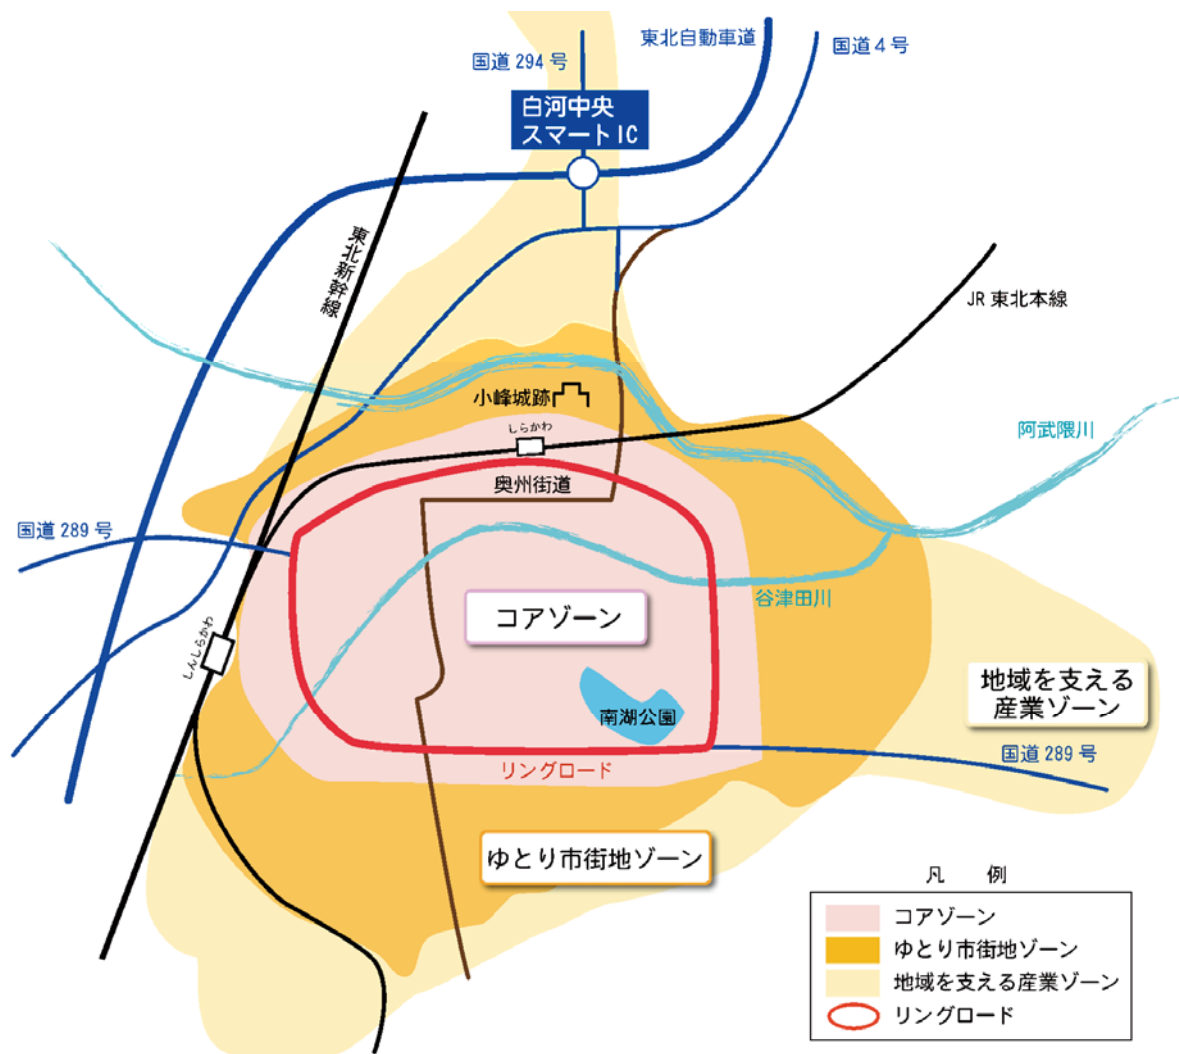 国道 294 号
東北自動車道
国道4号
白河中央
スマートIC
東北新幹線
JR 東北本線
小峰城跡
しらかわ
阿武隈川
奥州街道
国道 289 号
谷津田川
コアゾーン
しんしらかわ
地域を支える
産業ゾーン
南湖公園
国道 289 号
リングロード
ゆとり市街地ゾーン
凡　例
コアゾーン
ゆとり市街地ゾーン
地域を支える産業ゾーン
リングロード